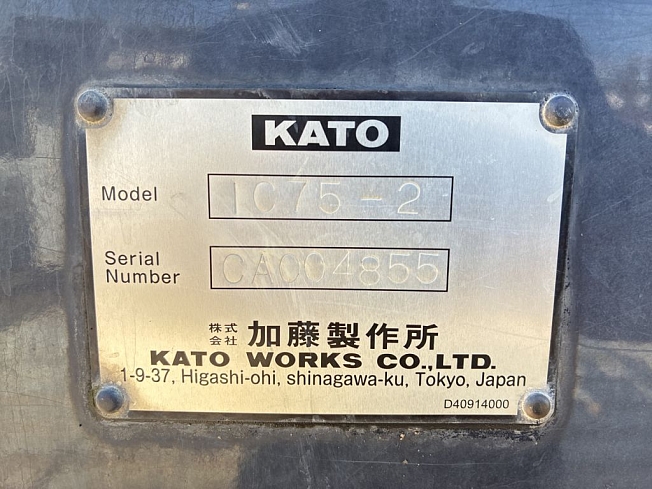 KATO
Model IC75-2
Serial
Number CA004855
株式会社 加藤製作所
KATO WORKS CO.,LTD.
1-9-37, Higashi-ohi, shinagawa-ku, Tokyo, Japan
D40914000